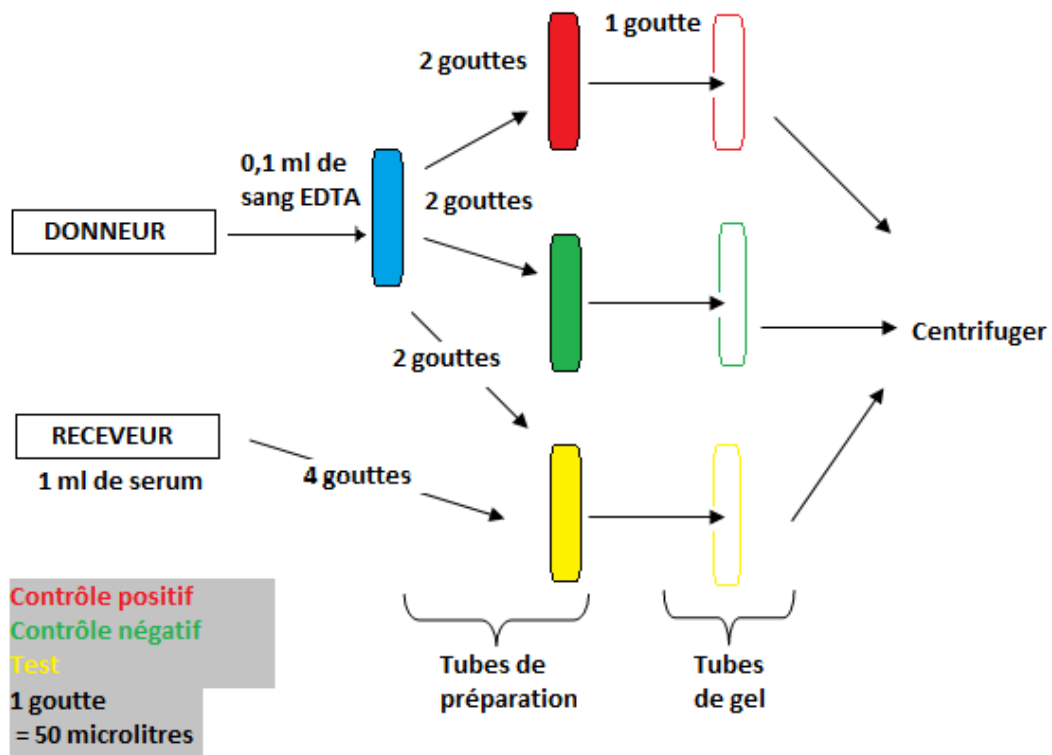 1 goutte
2 gouttes
0,1 ml de
sang EDTA
2 gouttes
DONNEUR
Centrifuger
2 gouttes
RECEVEUR
1 ml de serum
4 gouttes
Contrôle positif
Contrôle négatif
Test
1 goutte
= 50 microlitres
Tubes de
préparation
Tubes
de gel